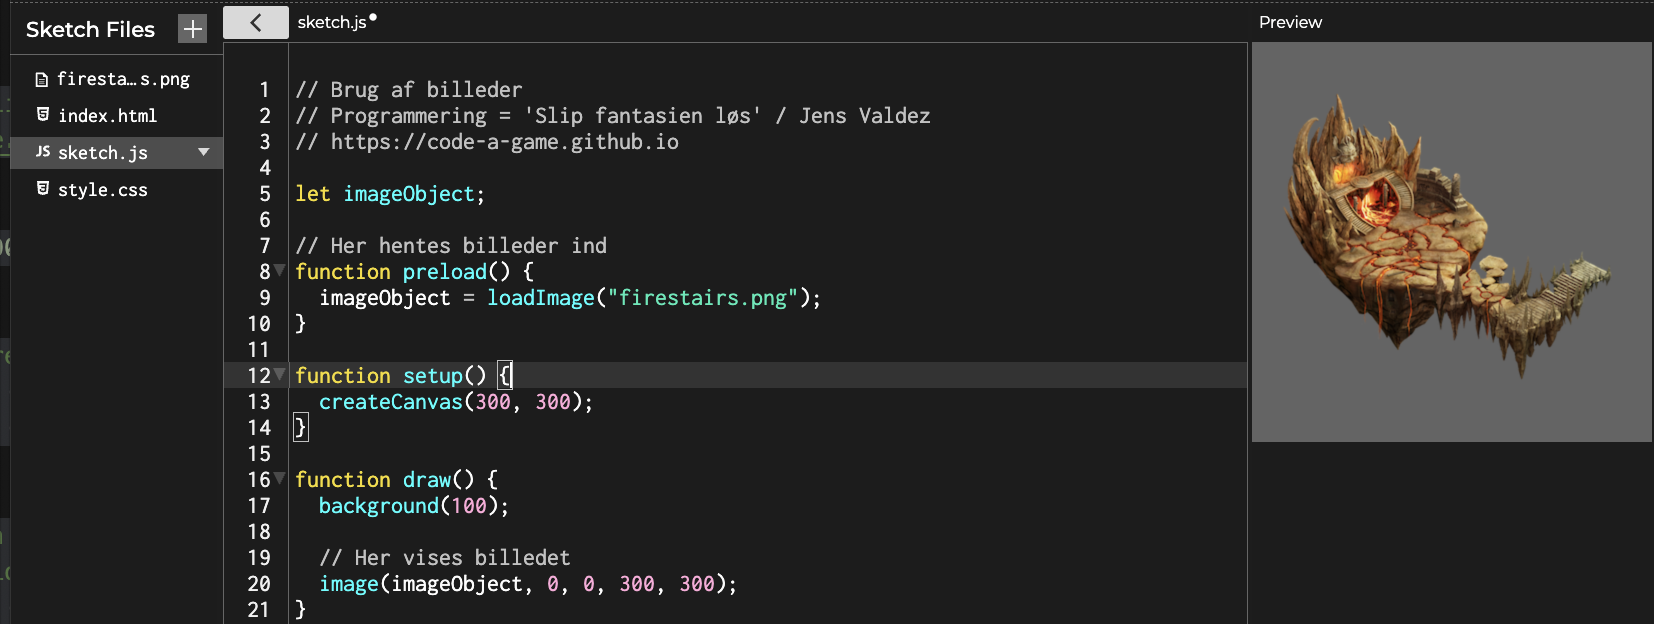 Sketch Files +
sketch.js
Preview
firesta…s.png
index.html
sketch.js
style.css
1 // Brug af billeder
2 // Programmering = 'Slip fantasien løs' / Jens Valdez
3 // https://code-a-game.github.io
4
5 let imageObject;
6
7 // Her hentes billeder ind
8 function preload() {
9 imageObject = loadImage("firestairs.png");
10 }
11
12 function setup() {
13 createCanvas(300, 300);
14 }
15
16 function draw() {
17 background(100);
18
19 // Her vises billedet
20 image(imageObject, 0, 0, 300, 300);
21 }